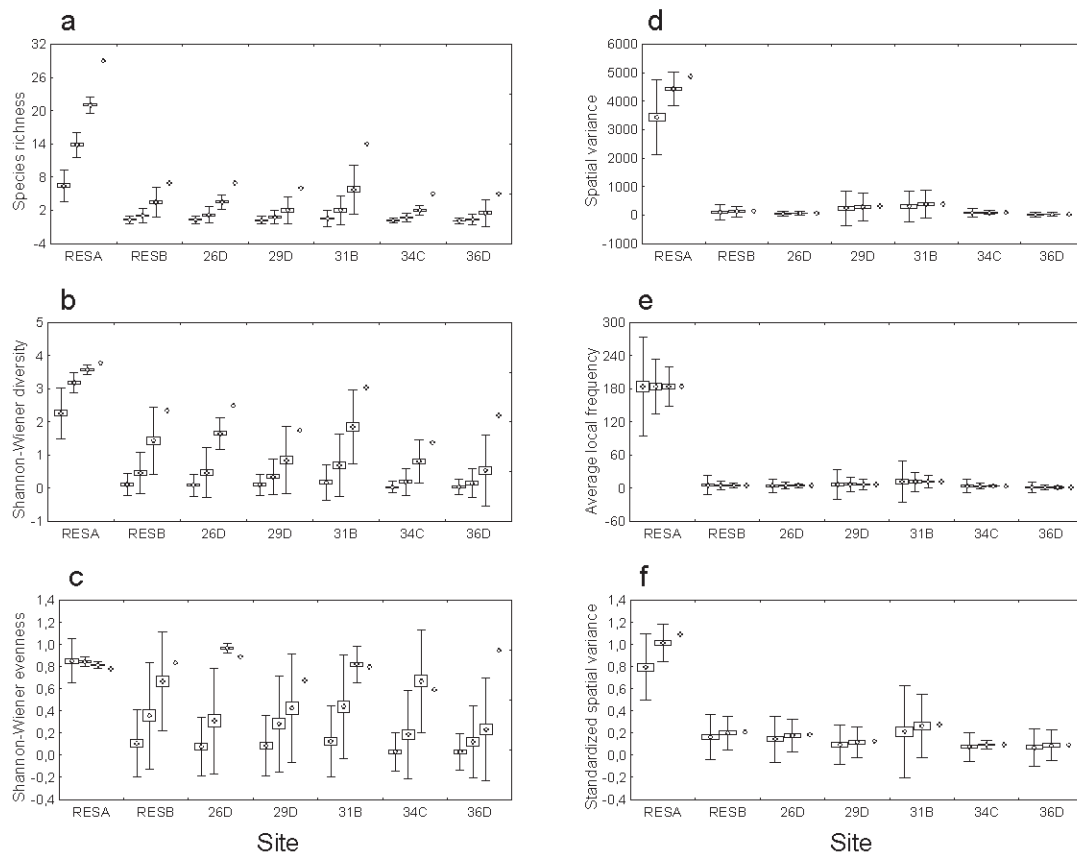 a
Species richness
32
26
20
14
8
2
-4
RESA RESB 26D 29D 31B 34C 36D
b
Shannon-Wiener diversity
5
4
3
2
1
0
-1
RESA RESB 26D 29D 31B 34C 36D
c
Shannon-Wiener evenness
1,4
1,2
1,0
0,8
0,6
0,4
0,2
0,0
-0,2
-0,4
RESA RESB 26D 29D 31B 34C 36D
Site
d
Spatial variance
6000
5000
4000
3000
2000
1000
0
-1000
RESA RESB 26D 29D 31B 34C 36D
e
Average local frequency
300
240
180
120
60
0
-60
RESA RESB 26D 29D 31B 34C 36D
f
Standardized spatial variance
1,4
1,2
1,0
0,8
0,6
0,4
0,2
0,0
-0,2
-0,4
RESA RESB 26D 29D 31B 34C 36D
Site